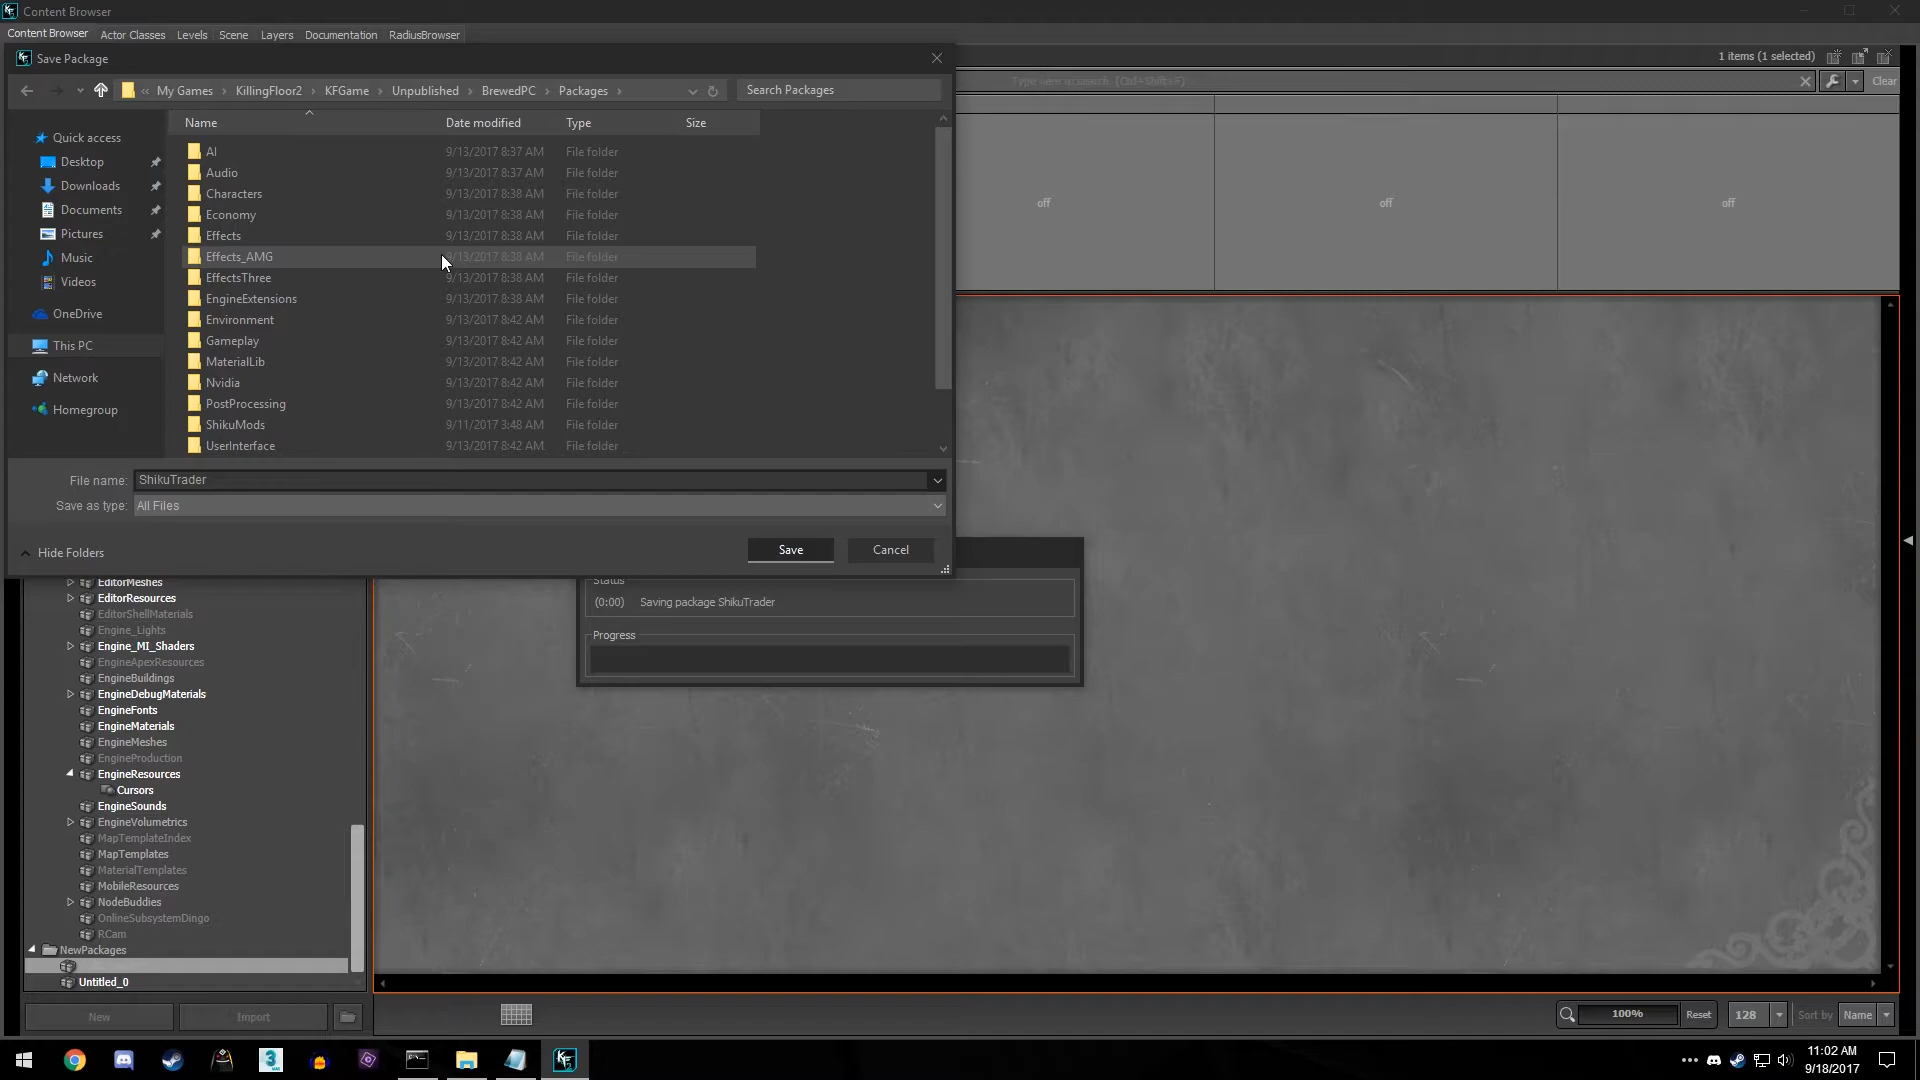 Content Browser
Content Browser Actor Classes Levels Scene Layers Documentation RadiusBrowser
Save Package
1 items (1 selected)
« My Games › KillingFloor2 › KFGame › Unpublished › BrewedPC › Packages ›
Search Packages
Clear
Name Date modified Type Size
Quick access
Desktop
Downloads
Documents
Pictures
Music
Videos
OneDrive
This PC
Network
Homegroup
AI 9/13/2017 8:37 AM File folder
Audio 9/13/2017 8:37 AM File folder
Characters 9/13/2017 8:38 AM File folder
Economy 9/13/2017 8:38 AM File folder
Effects 9/13/2017 8:38 AM File folder
Effects_AMG 9/13/2017 8:38 AM File folder
EffectsThree 9/13/2017 8:38 AM File folder
EngineExtensions 9/13/2017 8:38 AM File folder
Environment 9/13/2017 8:42 AM File folder
Gameplay 9/13/2017 8:42 AM File folder
MaterialLib 9/13/2017 8:42 AM File folder
Nvidia 9/13/2017 8:42 AM File folder
PostProcessing 9/13/2017 8:42 AM File folder
ShikuMods 9/11/2017 3:48 AM File folder
UserInterface 9/13/2017 8:42 AM File folder
off off off
File name: ShikuTrader
Save as type: All Files
Hide Folders
Save Cancel
Status
(0:00) Saving package ShikuTrader
Progress
EditorMeshes
EditorResources
EditorShellMaterials
Engine_Lights
Engine_MI_Shaders
EngineApexResources
EngineBuildings
EngineDebugMaterials
EngineFonts
EngineMaterials
EngineMeshes
EngineProduction
EngineResources
Cursors
EngineSounds
EngineVolumetrics
MapTemplateIndex
MapTemplates
MaterialTemplates
MobileResources
NodeBuddies
OnlineSubsystemDingo
RCam
NewPackages
Untitled_0
New Import
100% Reset 128 Sort by Name
11:02 AM
9/18/2017